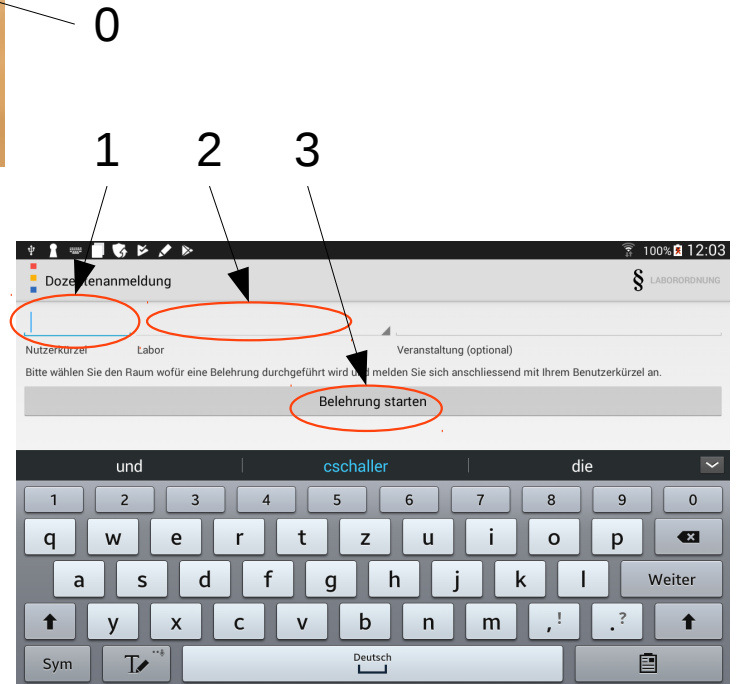 0
1 2 3
100% 12:03
Dozentenanmeldung § LABORORDNUNG
Nutzerkürzel Labor Veranstaltung (optional)
Bitte wählen Sie den Raum wofür eine Belehrung durchgeführt wird und melden Sie sich anschliessend mit Ihrem Benutzerkürzel an.
Belehrung starten
und cschaller die
1 2 3 4 5 6 7 8 9 0
q w e r t z u i o p
a s d f g h j k l Weiter
y x c v b n m , ! . ?
Sym T Deutsch